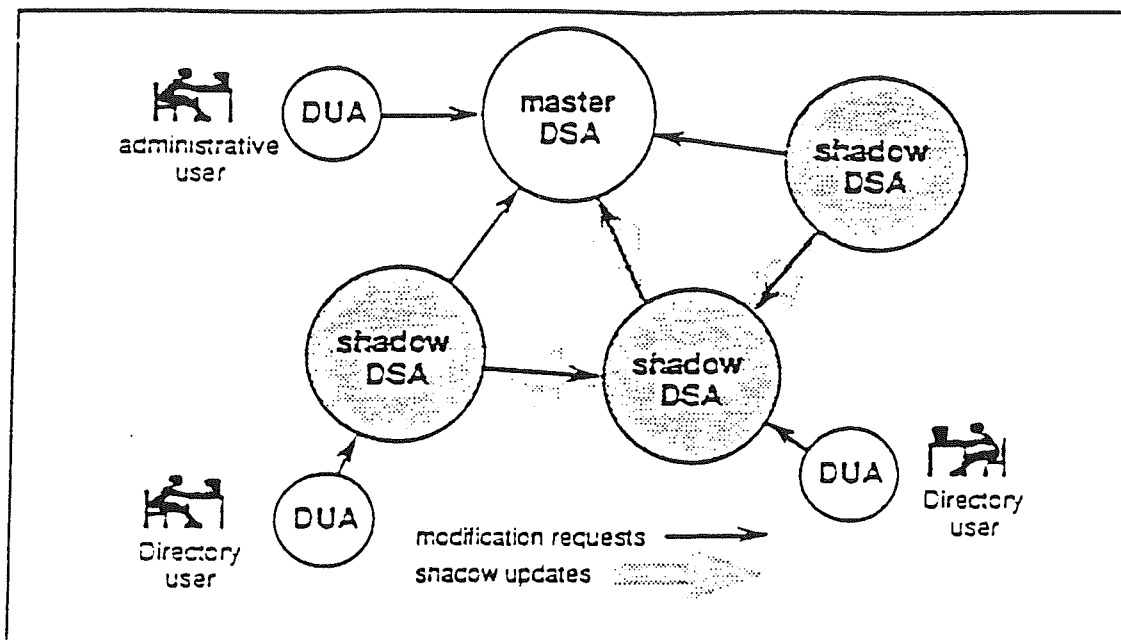 DUA
administrative
user
master
DSA
shadow
DSA
shadow
DSA
shadow
DSA
DUA
Directory
user
DUA
Directory
user
modification requests
shadow updates